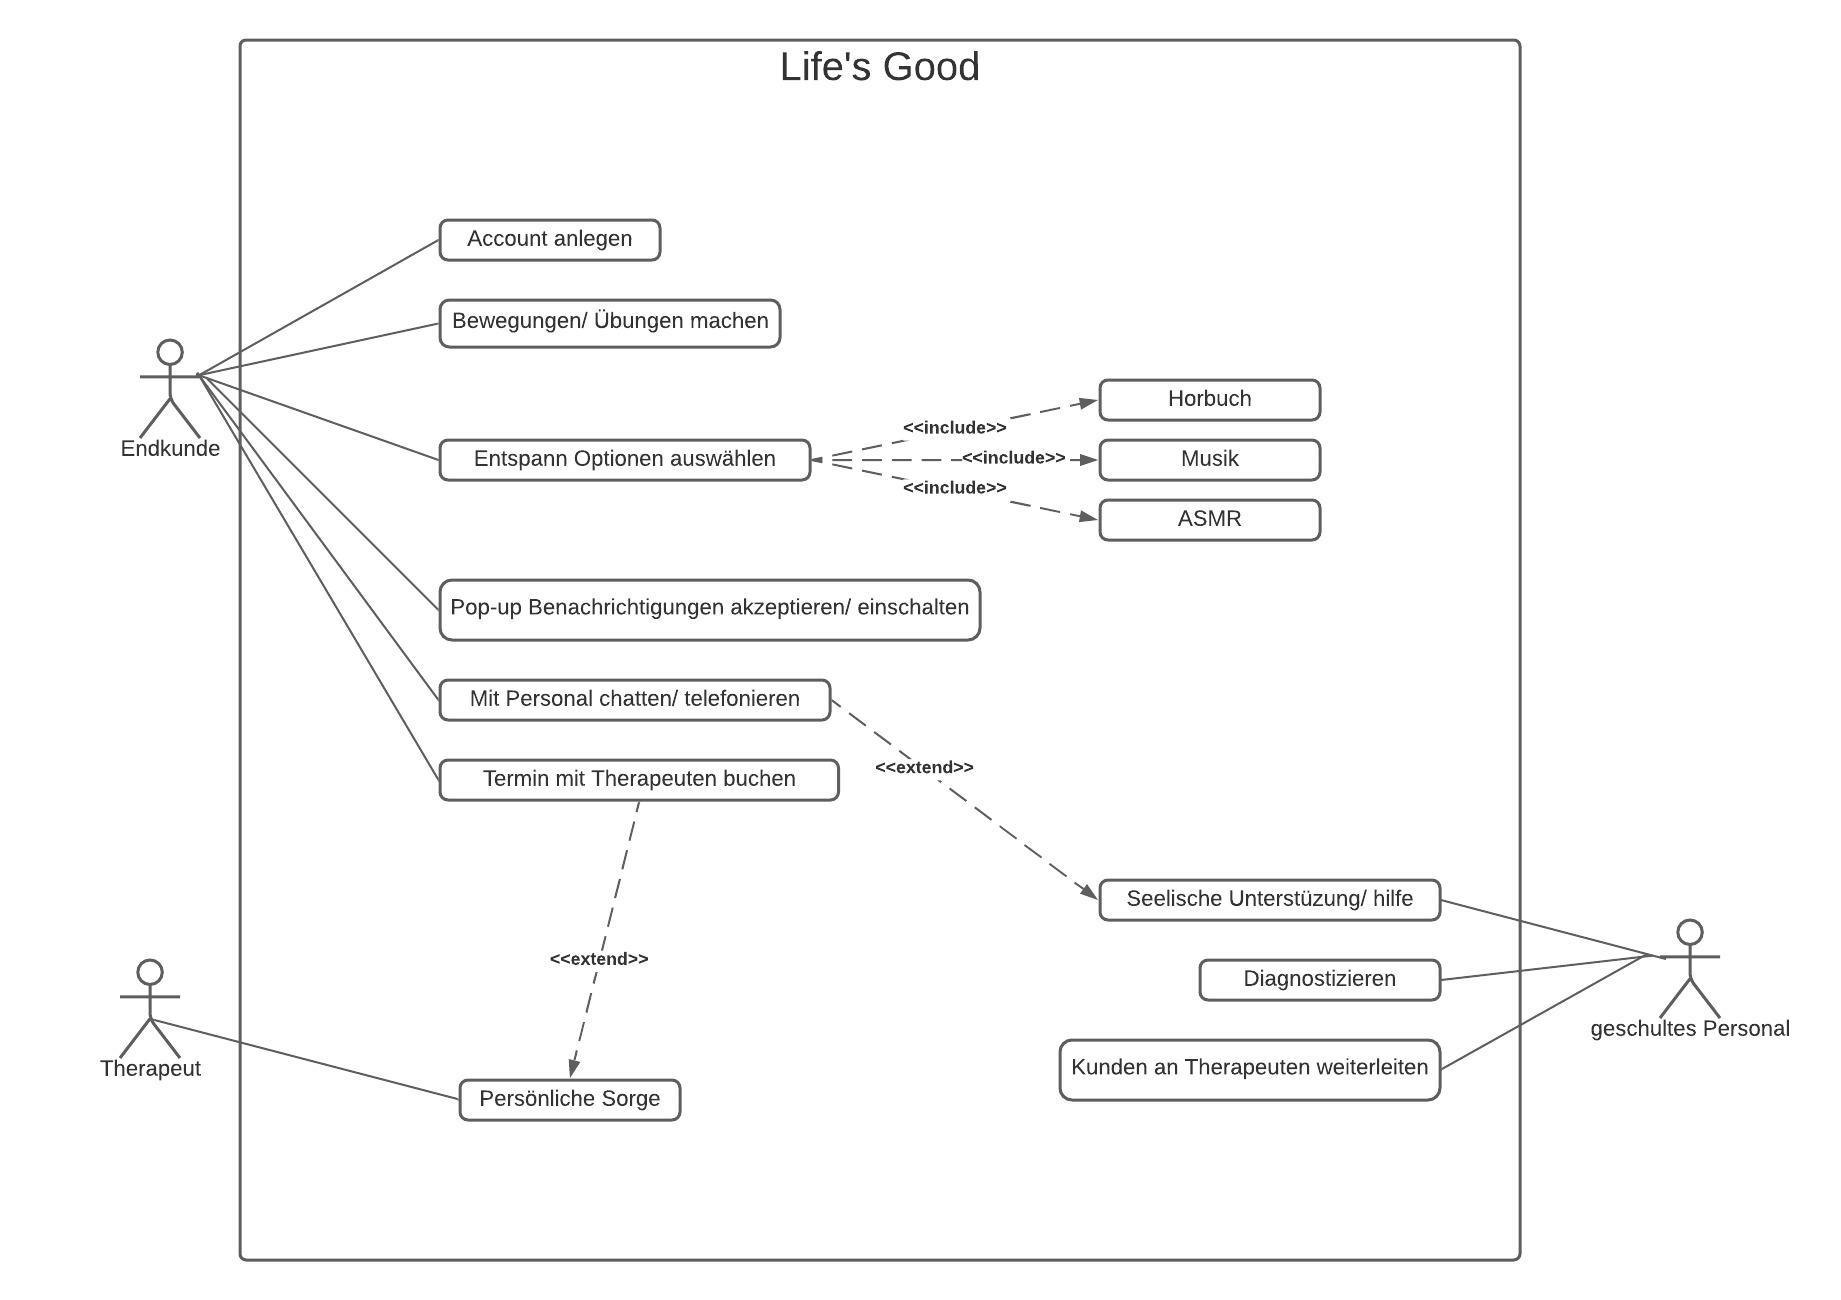 Life's Good
Account anlegen
Bewegungen/ Übungen machen
Endkunde
Entspann Optionen auswählen
<<include>>
<<include>>
<<include>>
Horbuch
Musik
ASMR
Pop-up Benachrichtigungen akzeptieren/ einschalten
Mit Personal chatten/ telefonieren
<<extend>>
Termin mit Therapeuten buchen
<<extend>>
Seelische Unterstüzung/ hilfe
Diagnostizieren
Kunden an Therapeuten weiterleiten
geschultes Personal
Therapeut
Persönliche Sorge